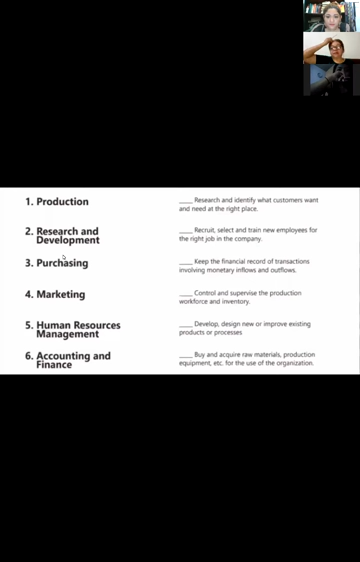 1. Production
____ Research and identify what customers want
and need at the right place.
2. Research and
Development
____ Recruit, select and train new employees for
the right job in the company.
3. Purchasing
____ Keep the financial record of transactions
involving monetary inflows and outflows.
4. Marketing
____ Control and supervise the production
workforce and inventory.
5. Human Resources
Management
____ Develop, design new or improve existing
products or processes
6. Accounting and
Finance
____ Buy and acquire raw materials, production
equipment, etc. for the use of the organization.